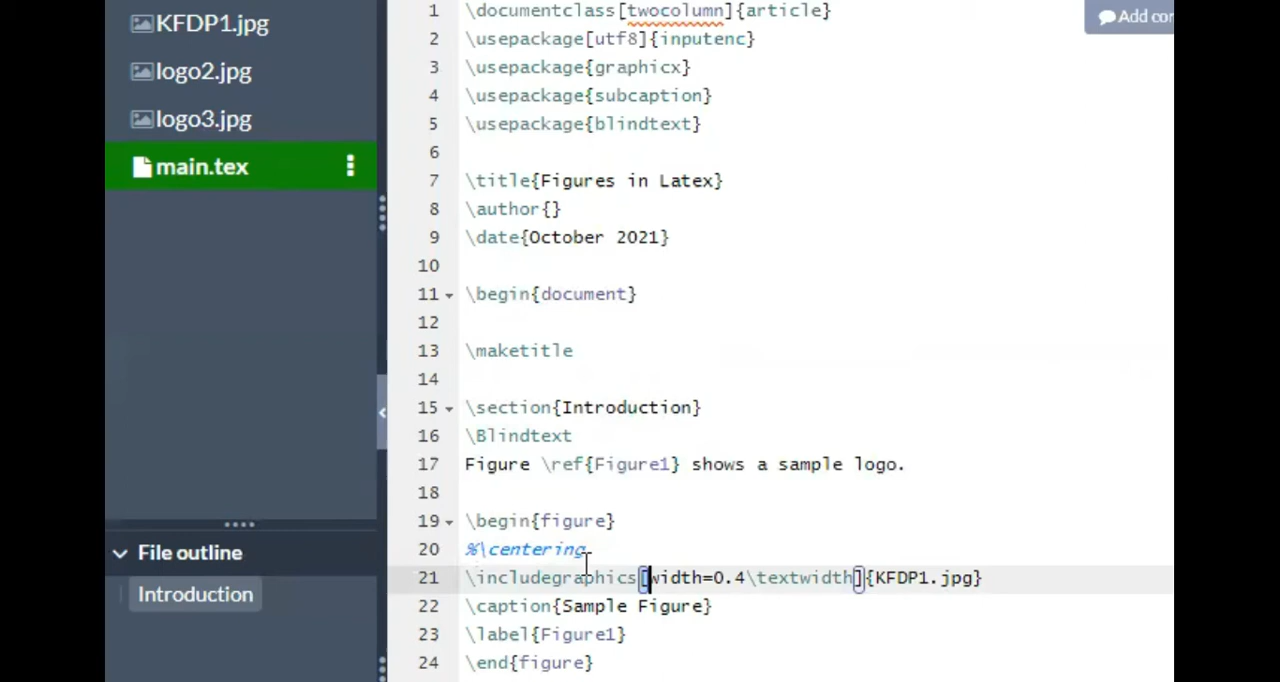 KFDP1.jpg
logo2.jpg
logo3.jpg
main.tex
File outline
Introduction
Add co
1 \documentclass[twocolumn]{article}
2 \usepackage[utf8]{inputenc}
3 \usepackage{graphicx}
4 \usepackage{subcaption}
5 \usepackage{blindtext}
6
7 \title{Figures in Latex}
8 \author{}
9 \date{October 2021}
10
11 \begin{document}
12
13 \maketitle
14
15 \section{Introduction}
16 \Blindtext
17 Figure \ref{Figure1} shows a sample logo.
18
19 \begin{figure}
20 %\centering
21 \includegraphics[width=0.4\textwidth]{KFDP1.jpg}
22 \caption{Sample Figure}
23 \label{Figure1}
24 \end{figure}